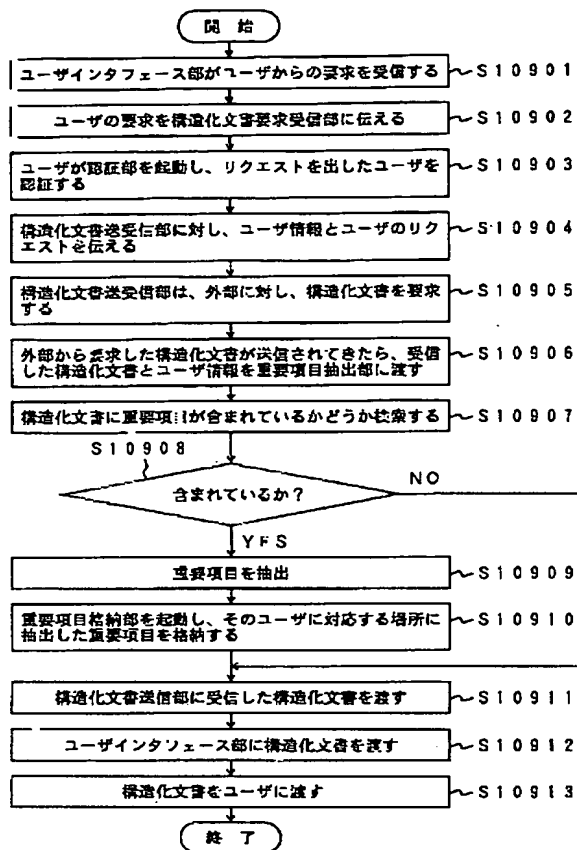 開 始
ユーザインタフェース部がユーザからの要求を受信する
S10901
ユーザの要求を構造化文書要求受信部に伝える
S10902
ユーザが認証部を起動し、リクエストを出したユーザを
認証する
S10903
構造化文書送受信部に対し、ユーザ情報とユーザのリク
エストを伝える
S10904
構造化文書送受信部は、外部に対し、構造化文書を要求
する
S10905
外部から要求した構造化文書が送信されてきたら、受信
した構造化文書とユーザ情報を重要項目抽出部に渡す
S10906
構造化文書に重要項目が含まれているかどうか検索する
S10907
S10908
含まれているか?
NO
YES
重要項目を抽出
S10909
重要項目格納部を起動し、そのユーザに対応する場所に
抽出した重要項目を格納する
S10910
構造化文書送信部に受信した構造化文書を渡す
S10911
ユーザインタフェース部に構造化文書を渡す
S10912
構造化文書をユーザに渡す
S10913
終 了